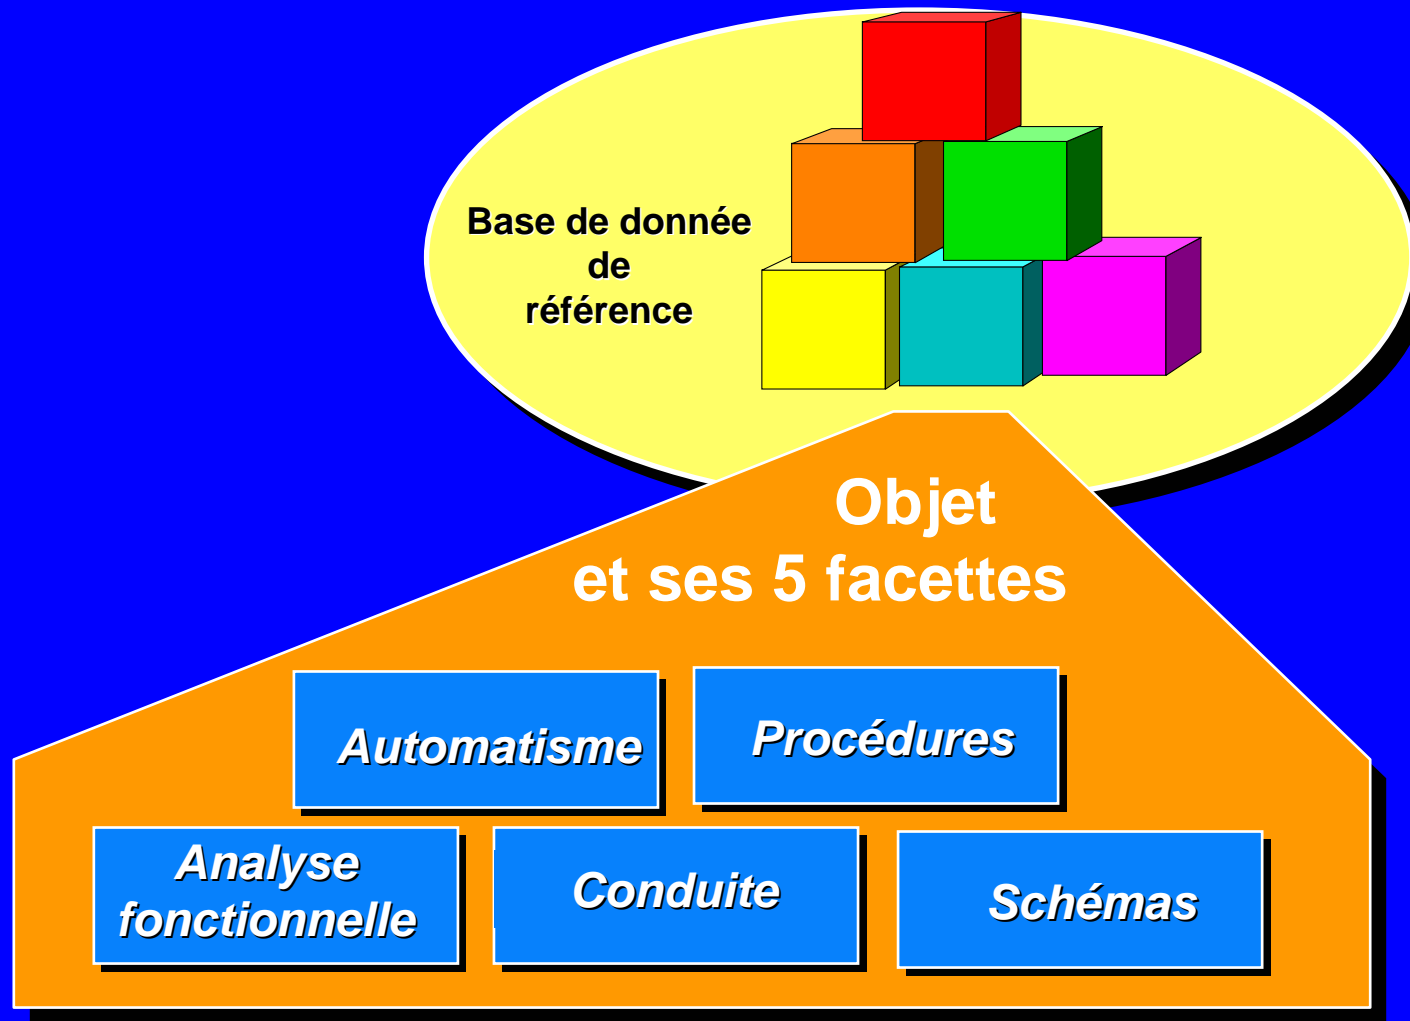 Base de donnée
de
référence
Objet
et ses 5 facettes
Automatisme
Procédures
Analyse
fonctionnelle
Conduite
Schémas